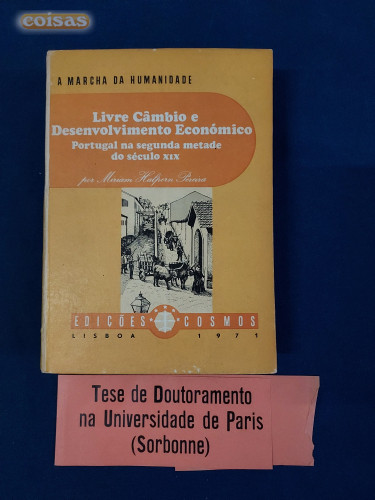 coisas
A MARCHA DA HUMANIDADE
Livre Câmbio e
Desenvolvimento Económico
Portugal na segunda metade
do século XIX
por Miriam Halpern Pereira
EDIÇÕES COSMOS
LISBOA 1971
Tese de Doutoramento
na Universidade de Paris
(Sorbonne)